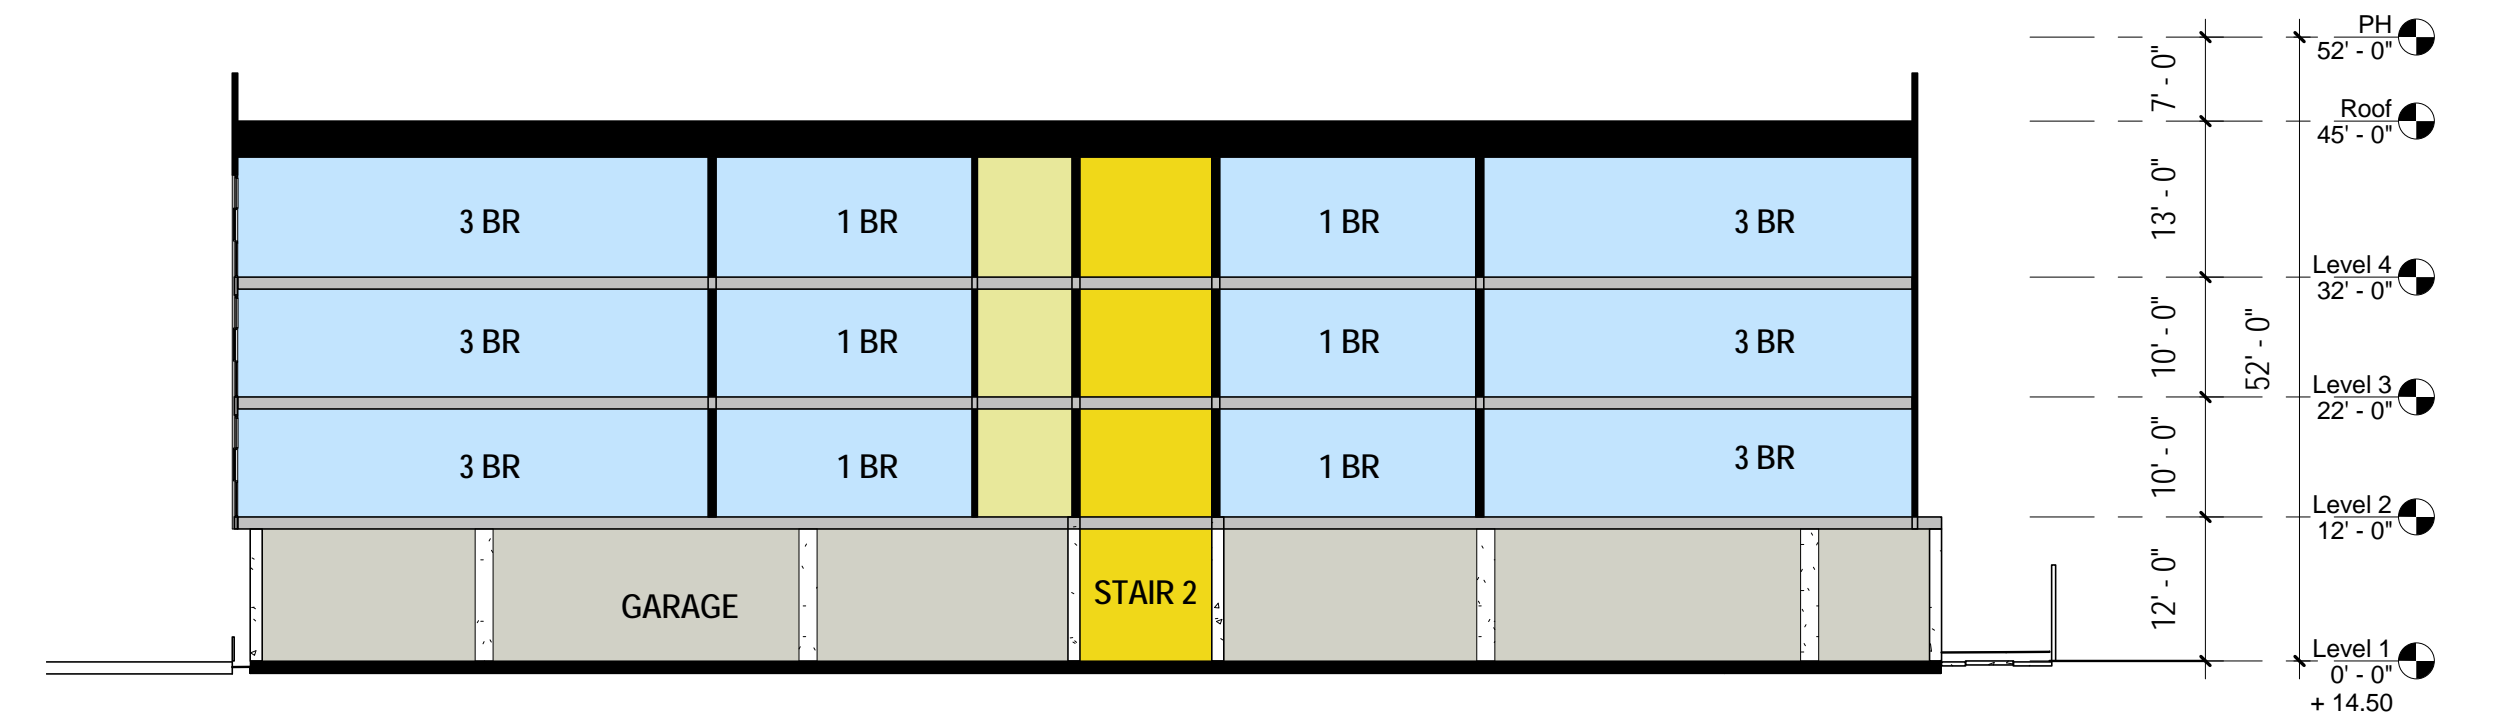 PH
52' - 0"
7' - 0"
Roof
45' - 0"
13' - 0"
3 BR 1 BR 1 BR 3 BR
Level 4
32' - 0"
10' - 0"
52' - 0"
3 BR 1 BR 1 BR 3 BR
Level 3
22' - 0"
10' - 0"
3 BR 1 BR 1 BR 3 BR
Level 2
12' - 0"
12' - 0"
GARAGE STAIR 2
Level 1
0' - 0"
+ 14.50